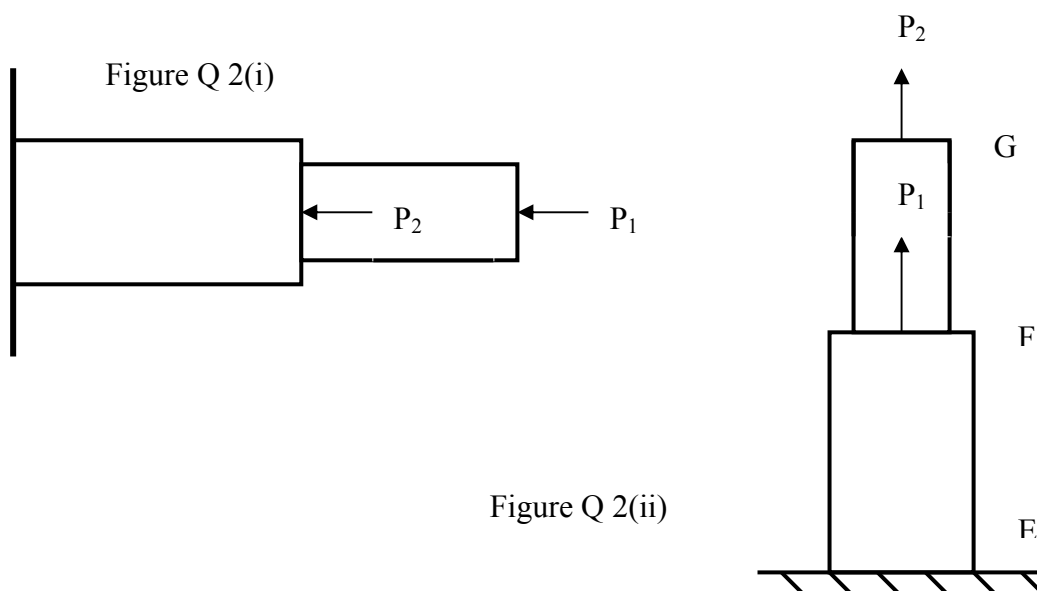 Figure Q 2(i)
P₂
P₁
P₂
G
P₁
F
Figure Q 2(ii)